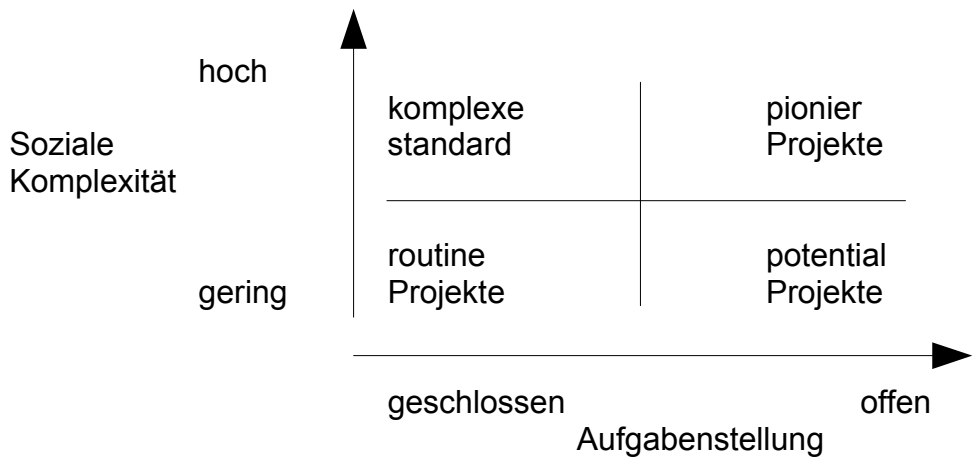 hoch
Soziale
Komplexität
gering
komplexe
standard
pionier
Projekte
routine
Projekte
potential
Projekte
geschlossen
offen
Aufgabenstellung